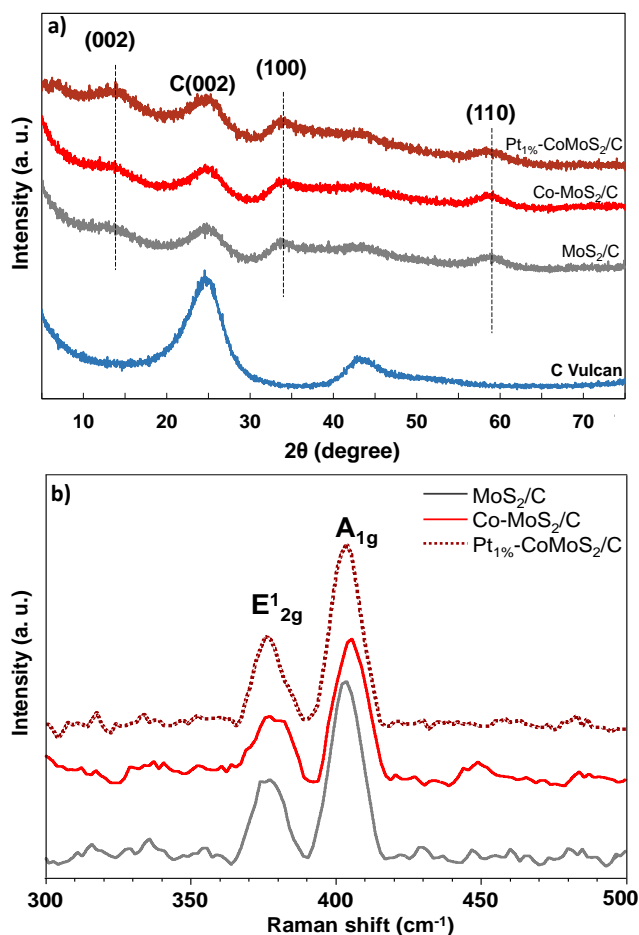 a)
(002)
C(002)
(100)
(110)
Pt1%-CoMoS2/C
Co-MoS2/C
MoS2/C
C Vulcan
Intensity (a. u.)
10 20 30 40 50 60 70
2θ (degree)
b)
MoS2/C
Co-MoS2/C
Pt1%-CoMoS2/C
A1g
E12g
Intensity (a. u.)
300 350 400 450 500
Raman shift (cm-1)